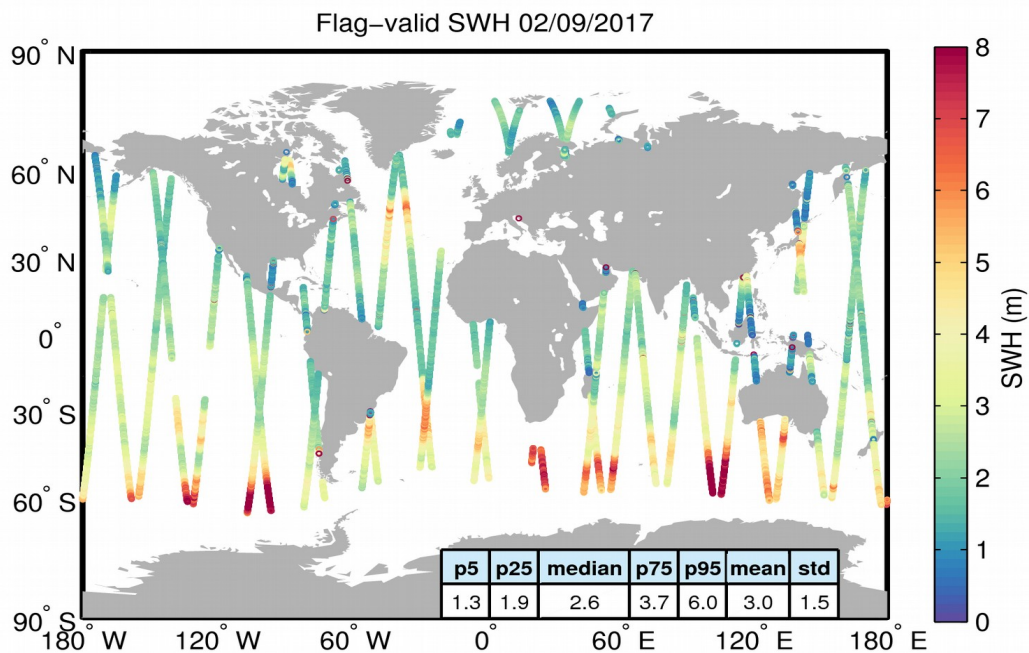 Flag−valid SWH 02/09/2017
90° N
60° N
30° N
0°
30° S
60° S
90° S
180° W
120° W
60° W
0°
60° E
120° E
180° E
p5 p25 median p75 p95 mean std
1.3 1.9 2.6 3.7 6.0 3.0 1.5
8
7
6
5
4
3
2
1
0
SWH (m)